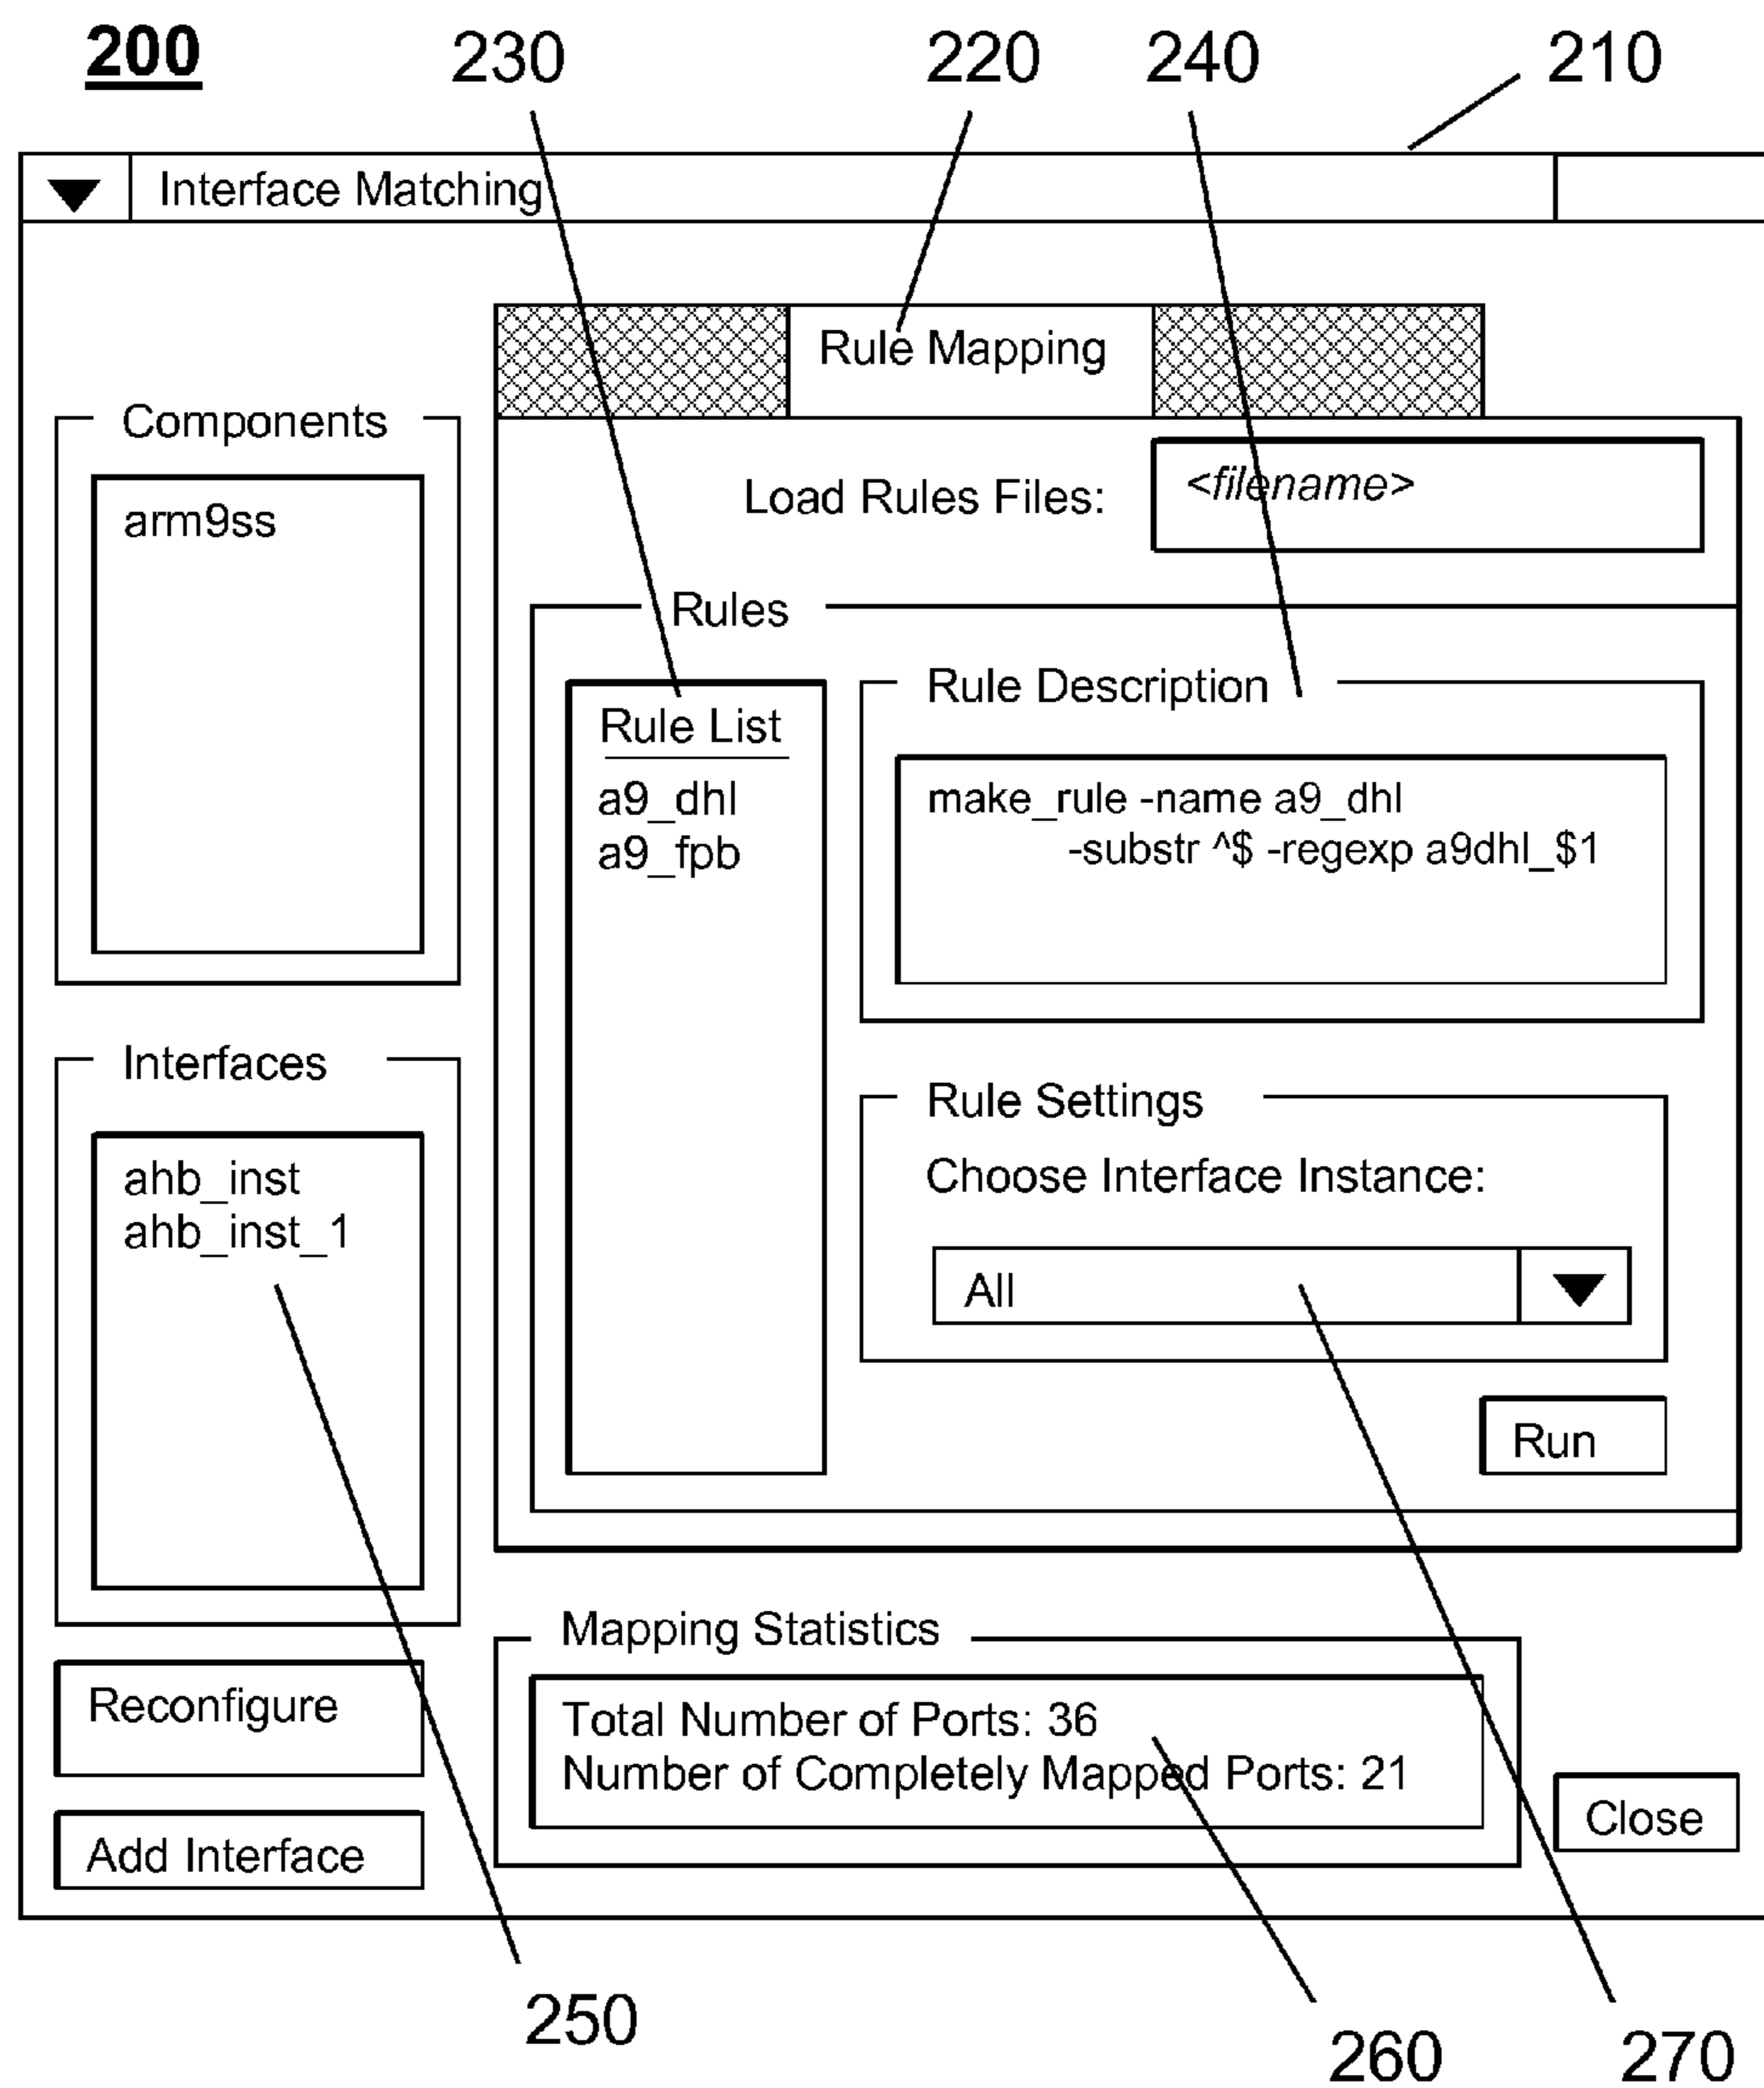 200 230 220 240 210
Interface Matching
Rule Mapping
Components
arm9ss
Load Rules Files: <filename>
Rules
Rule List
a9_dhl
a9_fpb
Rule Description
make_rule -name a9_dhl
-substr ^$ -regexp a9dhl_$1
Interfaces
ahb_inst
ahb_inst_1
Rule Settings
Choose Interface Instance:
All
Run
Reconfigure
Add Interface
Mapping Statistics
Total Number of Ports: 36
Number of Completely Mapped Ports: 21
Close
250 260 270